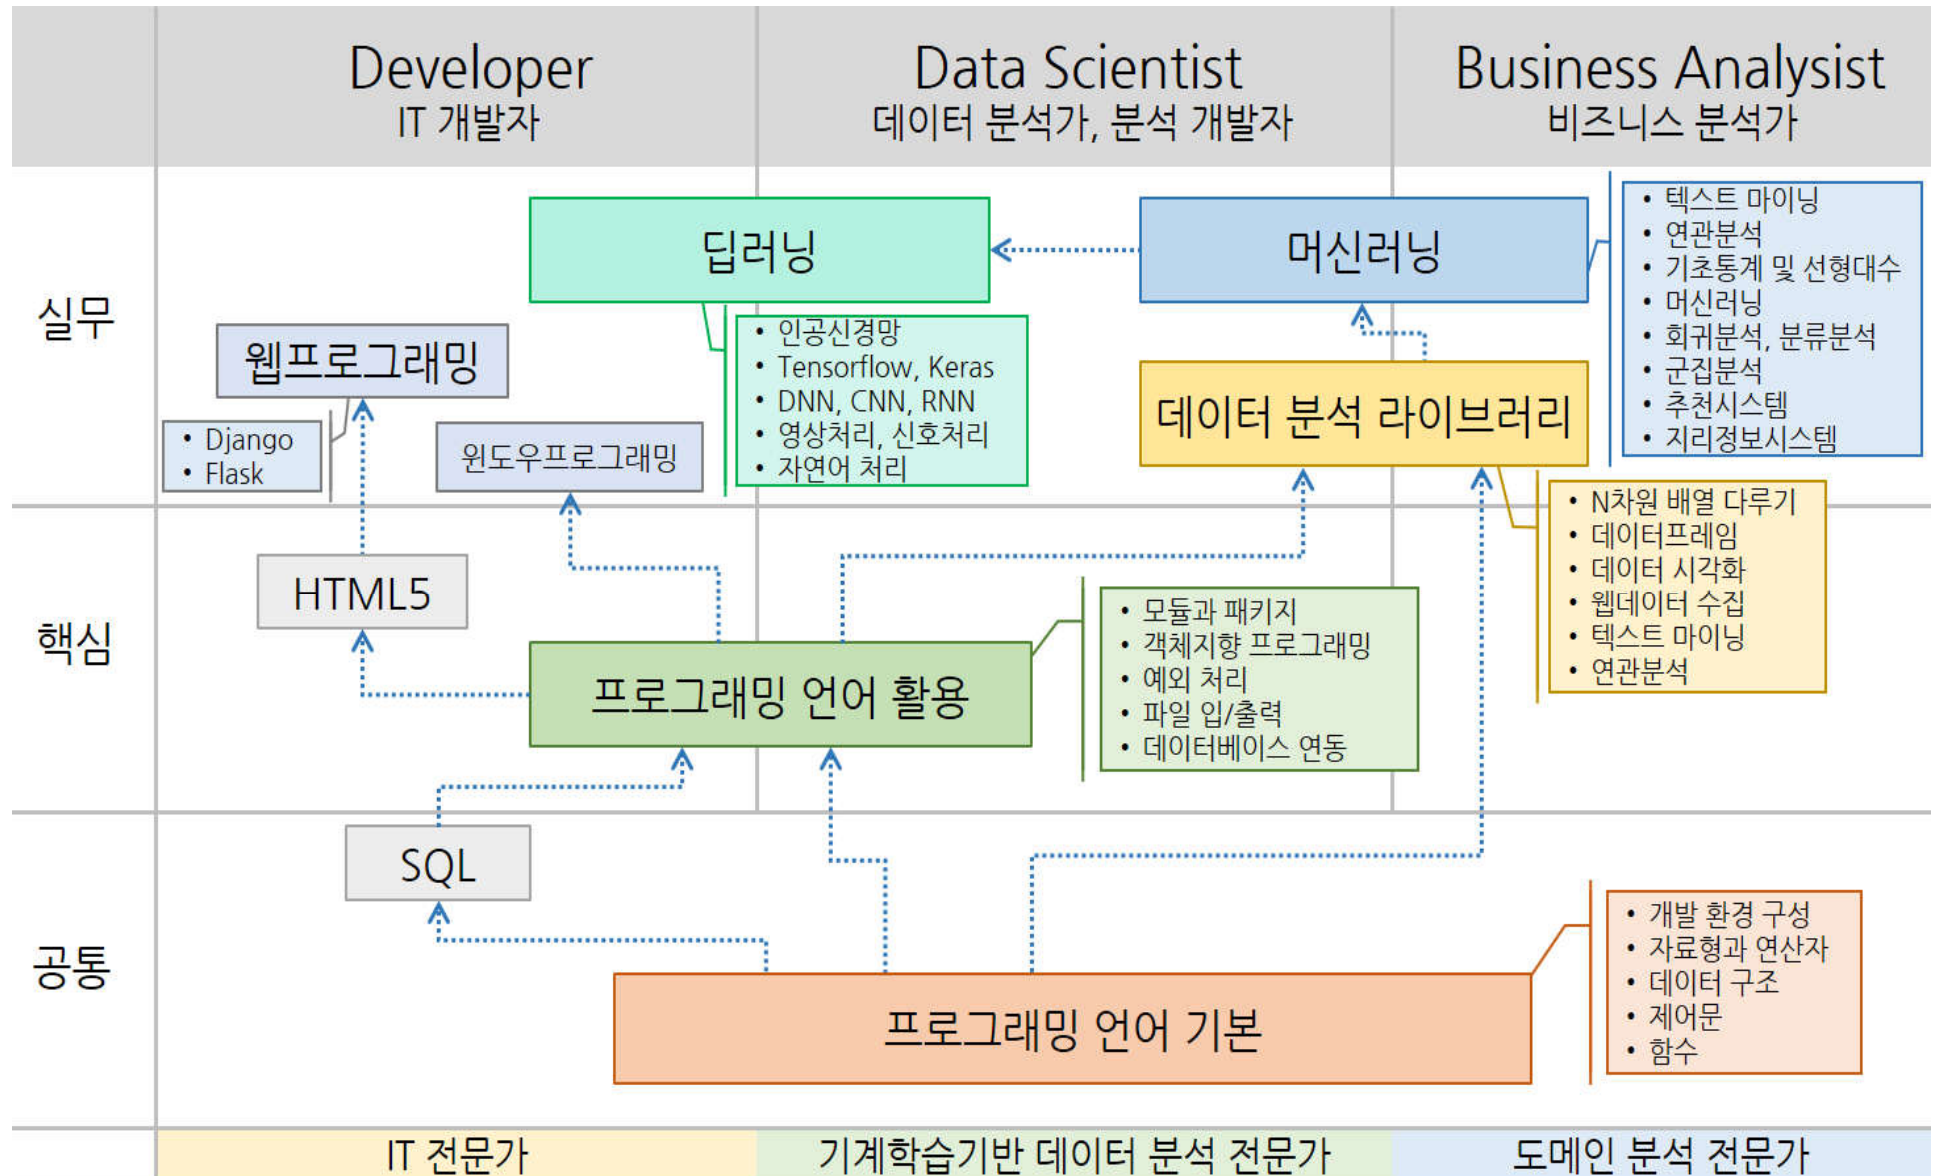 Developer
IT 개발자
Data Scientist
데이터 분석가, 분석 개발자
Business Analysist
비즈니스 분석가
실무
딥러닝
• 인공신경망
• Tensorflow, Keras
• DNN, CNN, RNN
• 영상처리, 신호처리
• 자연어 처리
머신러닝
• 텍스트 마이닝
• 연관분석
• 기초통계 및 선형대수
• 머신러닝
• 회귀분석, 분류분석
• 군집분석
• 추천시스템
• 지리정보시스템
웹프로그래밍
• Django
• Flask
윈도우프로그래밍
데이터 분석 라이브러리
• N차원 배열 다루기
• 데이터프레임
• 데이터 시각화
• 웹데이터 수집
• 텍스트 마이닝
• 연관분석
핵심
HTML5
프로그래밍 언어 활용
• 모듈과 패키지
• 객체지향 프로그래밍
• 예외 처리
• 파일 입/출력
• 데이터베이스 연동
공통
SQL
프로그래밍 언어 기본
• 개발 환경 구성
• 자료형과 연산자
• 데이터 구조
• 제어문
• 함수
IT 전문가
기계학습기반 데이터 분석 전문가
도메인 분석 전문가